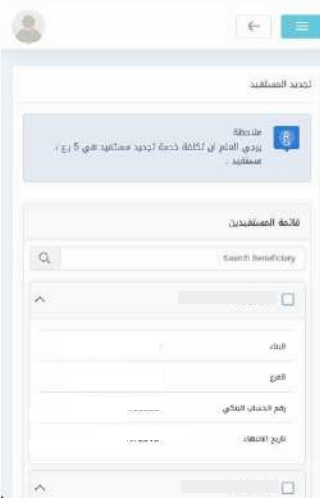 تجديد المستفيد
ملاحظة
يرجى العلم ان تكلفة خدمة تجديد مستفيد هي 5 ر.ع /
مستفيد .
قائمة المستفيدين
Search Beneficiary
البنك
الفرع
رقم الحساب البنكي
تاريخ الانتهاء